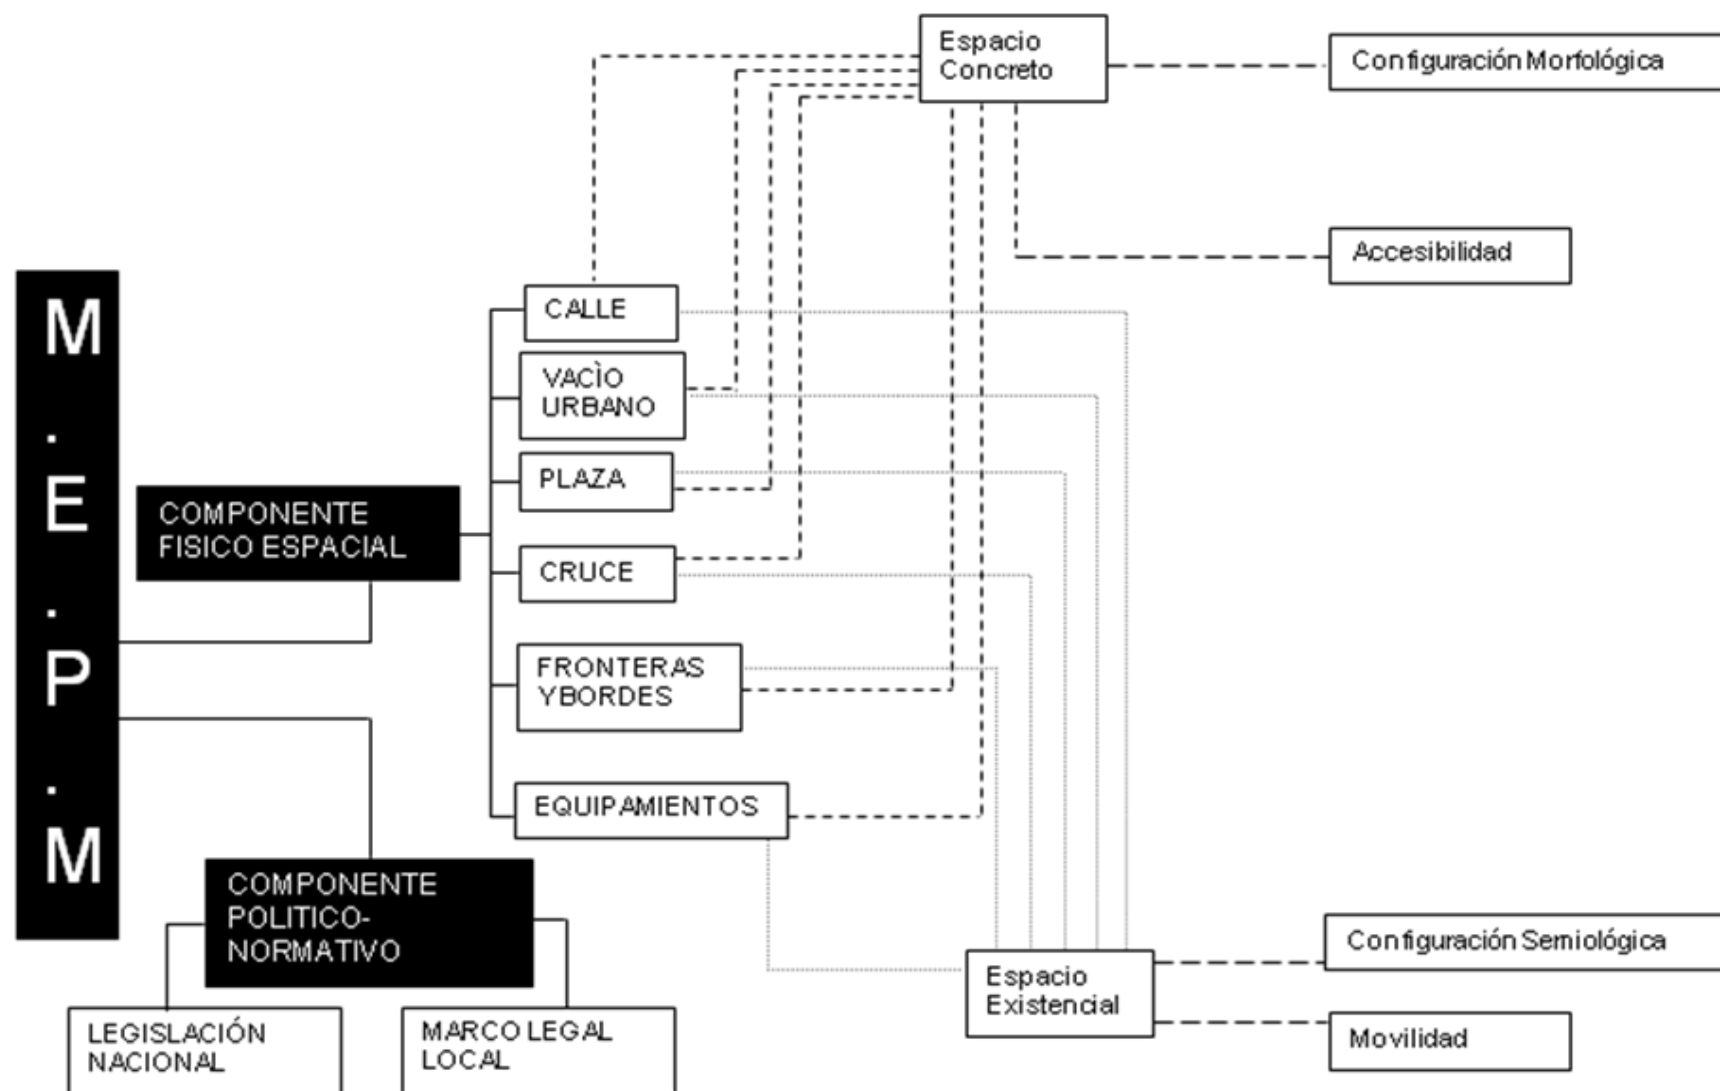 Espacio
Concreto
Configuración Morfológica
Accesibilidad
M
.
E
.
P
.
M
COMPONENTE
FISICO ESPACIAL
CALLE
VACÌO
URBANO
PLAZA
CRUCE
FRONTERAS
YBORDES
EQUIPAMIENTOS
COMPONENTE
POLITICO-
NORMATIVO
LEGISLACIÓN
NACIONAL
MARCO LEGAL
LOCAL
Espacio
Existencial
Configuración Semiológica
Movilidad